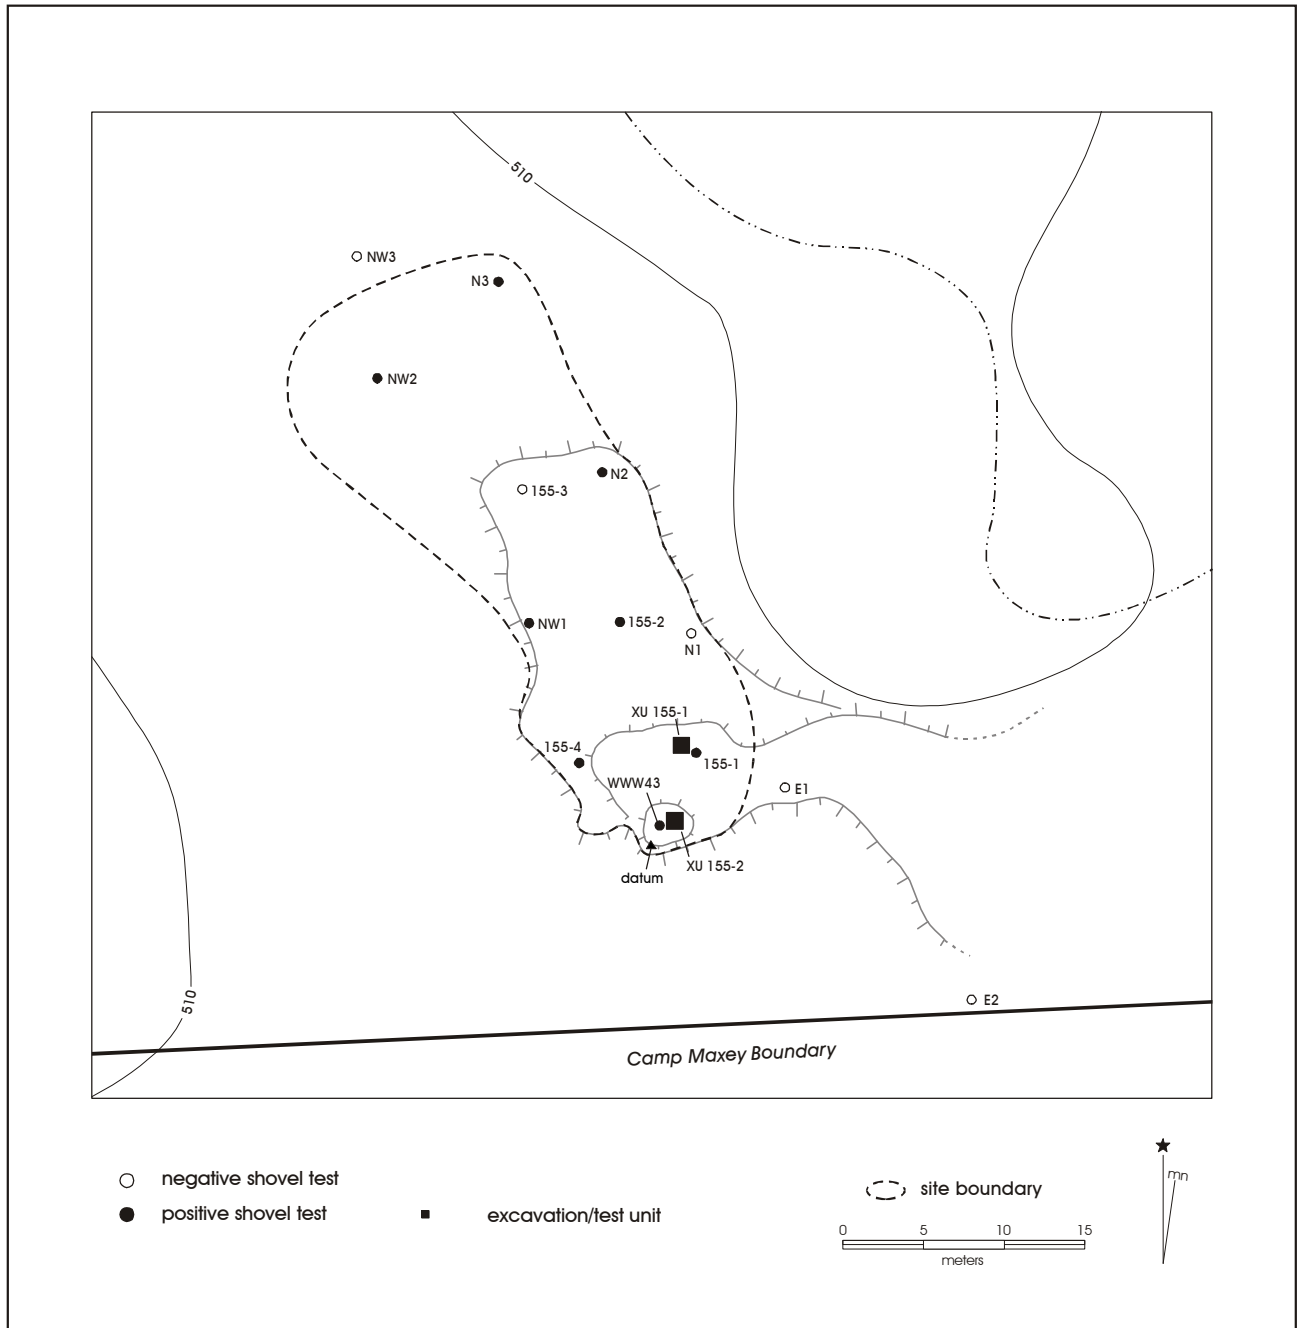 510
NW3
N3
NW2
N2
155-3
NW1
155-2
N1
XU 155-1
155-4
155-1
WWW43
E1
XU 155-2
datum
510
E2
Camp Maxey Boundary
negative shovel test
positive shovel test
excavation/test unit
site boundary
0 5 10 15
meters
mn